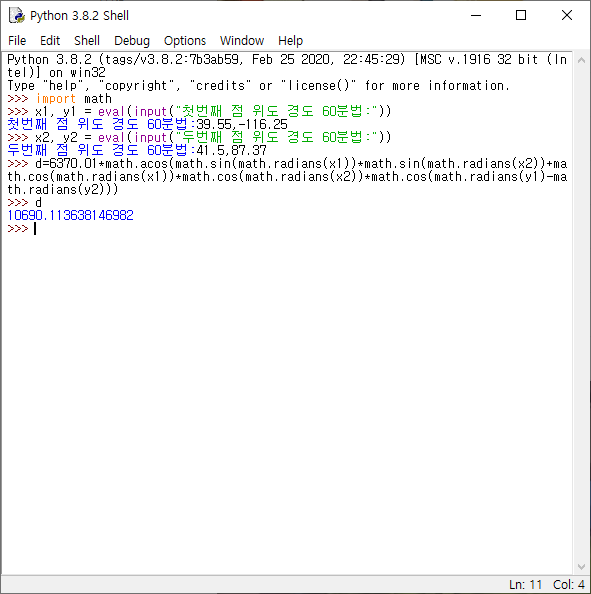 Python 3.8.2 Shell
File Edit Shell Debug Options Window Help
Python 3.8.2 (tags/v3.8.2:7b3ab59, Feb 25 2020, 22:45:29) [MSC v.1916 32 bit (In
tel)] on win32
Type "help", "copyright", "credits" or "license()" for more information.
>>> import math
>>> x1, y1 = eval(input("첫번째 점 위도 경도 60분법:"))
첫번째 점 위도 경도 60분법:39.55,-116.25
>>> x2, y2 = eval(input("두번째 점 위도 경도 60분법:"))
두번째 점 위도 경도 60분법:41.5,87.37
>>> d=6370.01*math.acos(math.sin(math.radians(x1))*math.sin(math.radians(x2))+ma
th.cos(math.radians(x1))*math.cos(math.radians(x2))*math.cos(math.radians(y1)-ma
th.radians(y2)))
>>> d
10690.113638146982
>>>
Ln: 11 Col: 4